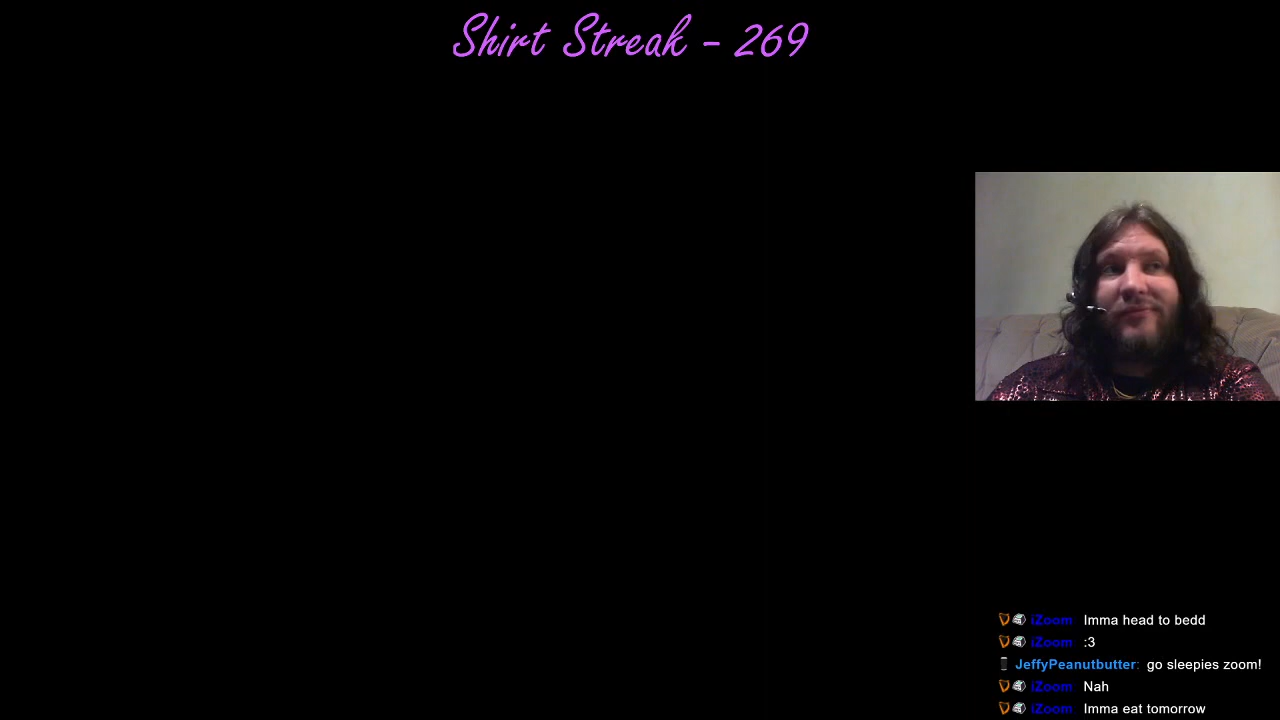 Shirt Streak - 269
iZoom Imma head to bedd
iZoom :3
JeffyPeanutbutter: go sleepies zoom!
iZoom Nah
iZoom Imma eat tomorrow